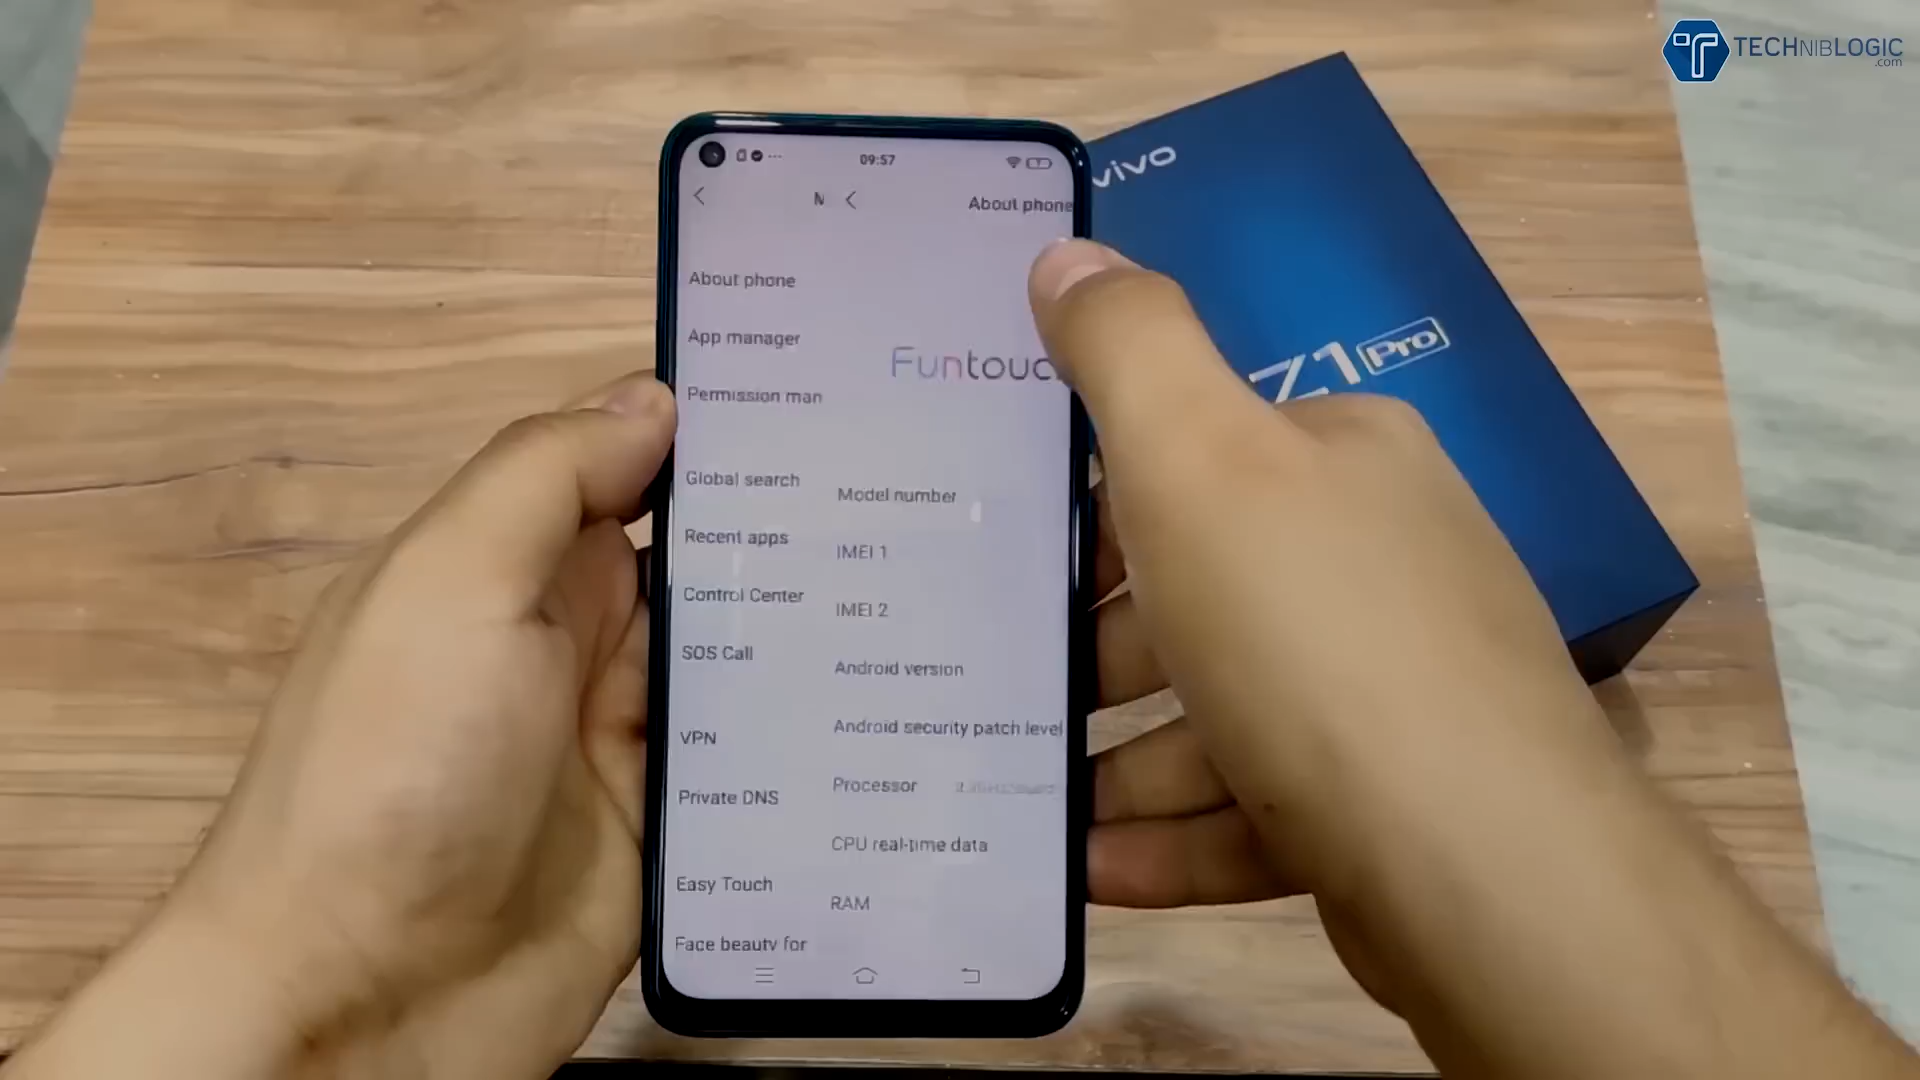 TECHNIBLOGIC
.com
vivo
Z1 Pro
09:57
About phone
About phone
App manager
Permission man
Global search
Recent apps
Control Center
SOS Call
VPN
Private DNS
Easy Touch
Face beauty for
Funtouc
Model number
IMEI 1
IMEI 2
Android version
Android security patch level
Processor
CPU real-time data
RAM